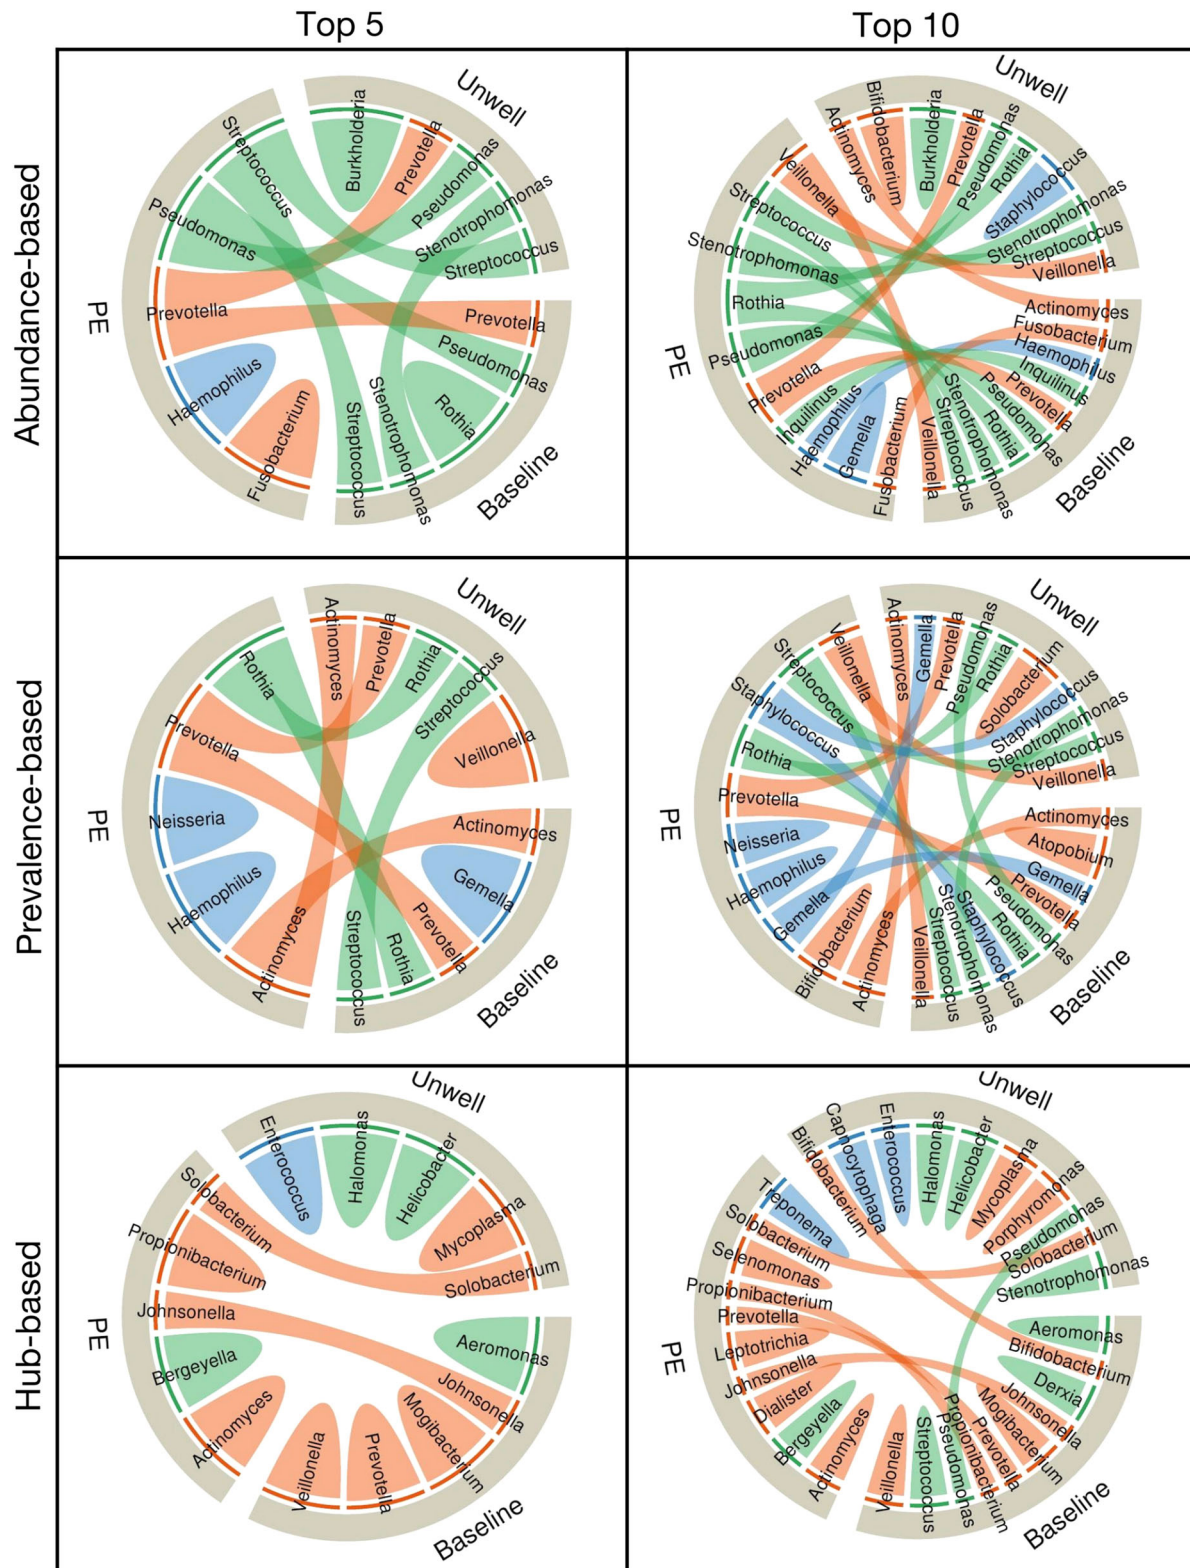 Top 5
Top 10
Abundance-based
Unwell
Burkholderia
Prevotella
Pseudomonas
Stenotrophomonas
Streptococcus
Baseline
Prevotella
Pseudomonas
Rothia
Stenotrophomonas
Streptococcus
PE
Fusobacterium
Haemophilus
Prevotella
Pseudomonas
Streptococcus
Unwell
Actinomyces
Bifidobacterium
Burkholderia
Prevotella
Pseudomonas
Rothia
Staphylococcus
Stenotrophomonas
Streptococcus
Veillonella
Baseline
Actinomyces
Fusobacterium
Haemophilus
Inquilinus
Prevotella
Pseudomonas
Rothia
Stenotrophomonas
Streptococcus
Veillonella
PE
Fusobacterium
Gemella
Haemophilus
Inquilinus
Prevotella
Pseudomonas
Rothia
Stenotrophomonas
Streptococcus
Veillonella
Prevalence-based
Unwell
Actinomyces
Prevotella
Rothia
Streptococcus
Veillonella
Baseline
Actinomyces
Gemella
Prevotella
Rothia
Streptococcus
PE
Actinomyces
Haemophilus
Neisseria
Prevotella
Rothia
Unwell
Actinomyces
Gemella
Prevotella
Pseudomonas
Rothia
Solobacterium
Staphylococcus
Stenotrophomonas
Streptococcus
Veillonella
Baseline
Actinomyces
Atopobium
Gemella
Prevotella
Pseudomonas
Rothia
Staphylococcus
Stenotrophomonas
Streptococcus
Veillonella
PE
Actinomyces
Bifidobacterium
Gemella
Haemophilus
Neisseria
Prevotella
Rothia
Staphylococcus
Streptococcus
Veillonella
Hub-based
Unwell
Enterococcus
Halomonas
Helicobacter
Mycoplasma
Solobacterium
Baseline
Aeromonas
Johnsonella
Mogibacterium
Prevotella
Veillonella
PE
Actinomyces
Bergeyella
Johnsonella
Propionibacterium
Solobacterium
Unwell
Bifidobacterium
Capnocytophaga
Enterococcus
Halomonas
Helicobacter
Mycoplasma
Porphyromonas
Pseudomonas
Solobacterium
Stenotrophomonas
Baseline
Aeromonas
Bifidobacterium
Derxia
Johnsonella
Mogibacterium
Prevotella
Propionibacterium
Pseudomonas
Streptococcus
Veillonella
PE
Actinomyces
Bergeyella
Dialister
Johnsonella
Leptotrichia
Prevotella
Propionibacterium
Selenomonas
Solobacterium
Treponema